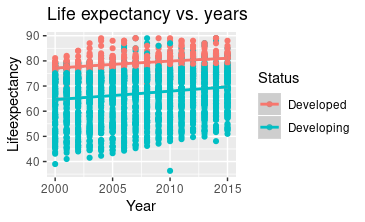 Life expectancy vs. years
90
80
70
60
50
40
Lifeexpectancy
2000 2005 2010 2015
Year
Status
Developed
Developing